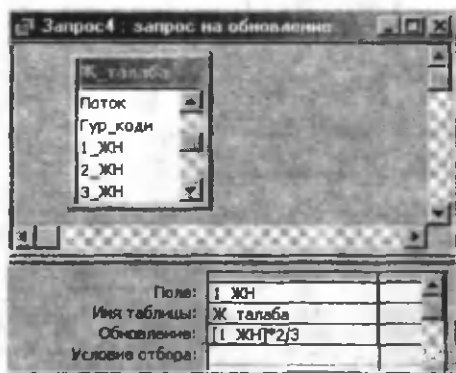 Запрос4 : запрос на обновление
Ж_талаба
Поток
Гур_коди
1_ЖН
2_ЖН
3_ЖН
Поле: 1_ЖН
Имя таблицы: Ж_талаба
Обновление: [1_ЖН]*2/3
Условие отбора: